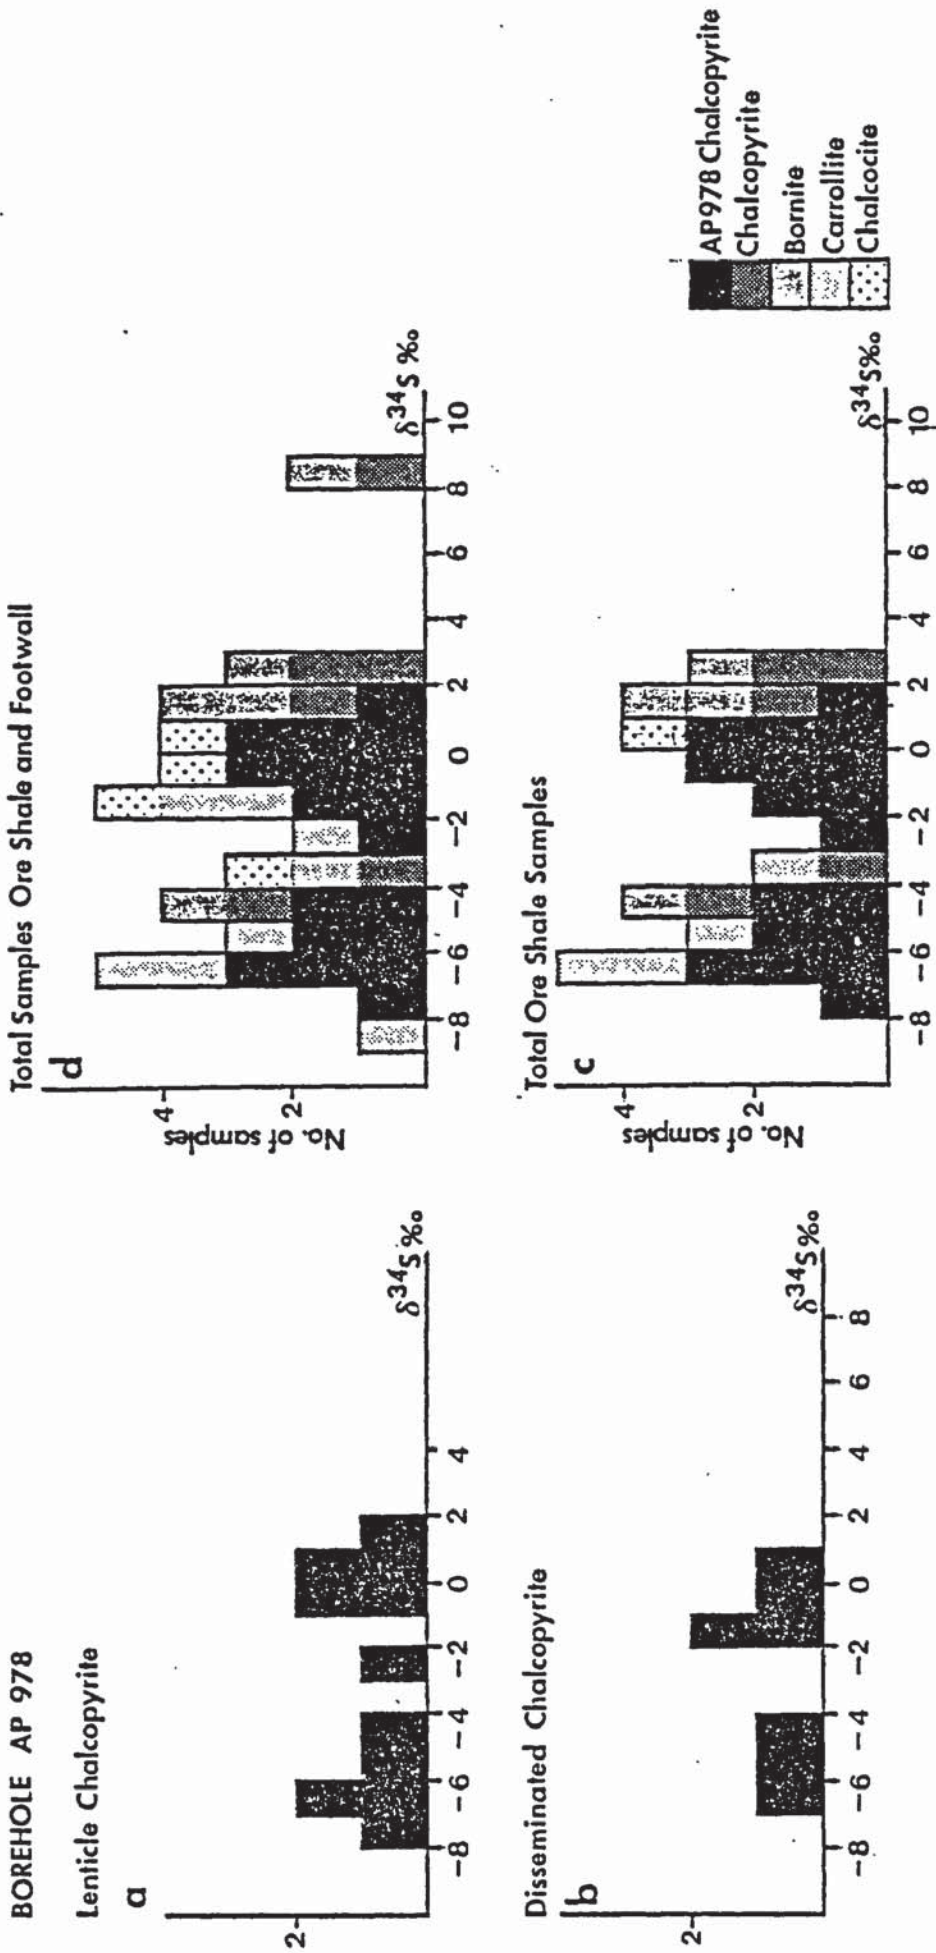 BOREHOLE AP 978
Lenticle Chalcopyrite
a
2
−8 −6 −4 −2 0 2 4
δ34S‰
Disseminated Chalcopyrite
b
2
−8 −6 −4 −2 0 2 4 6 8
δ34S‰
Total Samples Ore Shale and Footwall
d
No. of samples
4
2
−8 −6 −4 −2 0 2 4 6 8 10
δ34S‰
Total Ore Shale Samples
c
No. of samples
4
2
−8 −6 −4 −2 0 2 4 6 8 10
δ34S‰
AP978 Chalcopyrite
Chalcopyrite
Bornite
Carrollite
Chalcocite